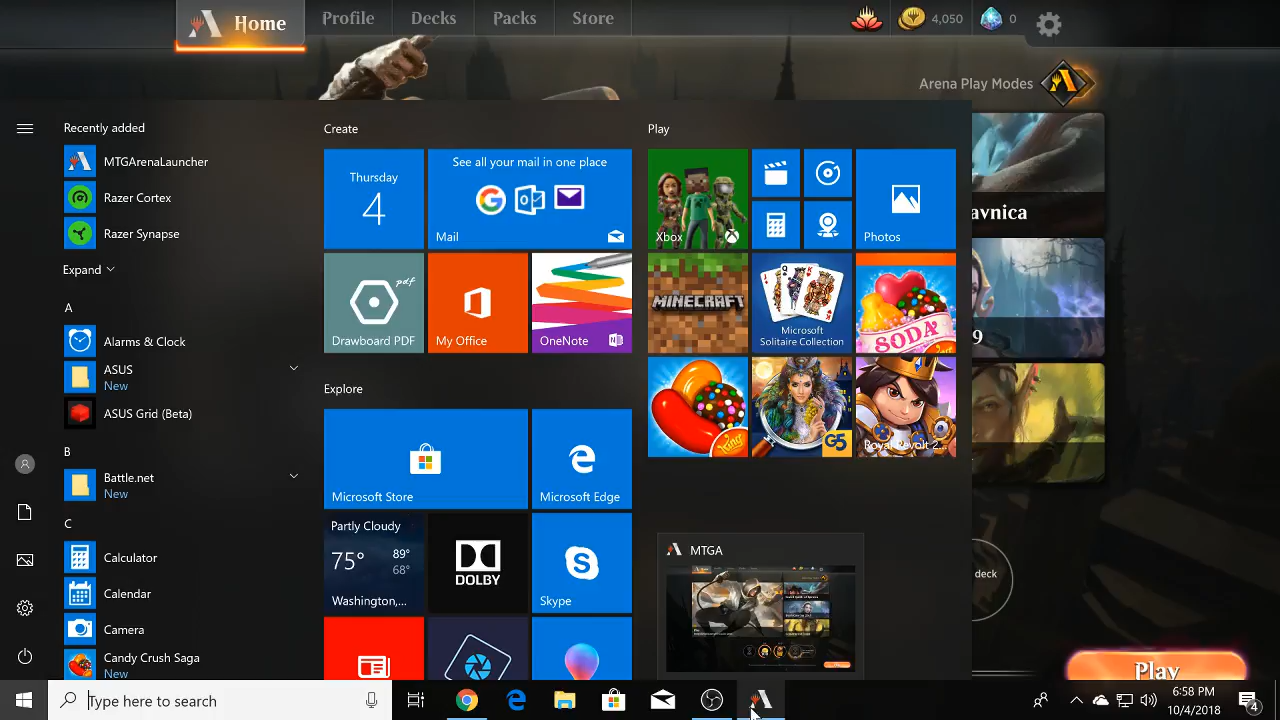 Home
Profile
Decks
Packs
Store
4,050
0
Arena Play Modes
Recently added
MTGArenaLauncher
Razer Cortex
Razer Synapse
Expand
A
Alarms & Clock
ASUS
New
ASUS Grid (Beta)
B
Battle.net
New
C
Calculator
Calendar
Camera
Candy Crush Saga
New
Create
Thursday
4
See all your mail in one place
Mail
Drawboard PDF
pdf
My Office
OneNote
Explore
Microsoft Store
Microsoft Edge
Partly Cloudy
75° 89°
68°
Washington,...
DOLBY
Skype
Play
Xbox
Photos
MINECRAFT
Microsoft
Solitaire Collection
SODA
King
G5
Royal Revolt 2...
avnica
9
MTGA
deck
Play
Type here to search
6:58 PM
10/4/2018
4